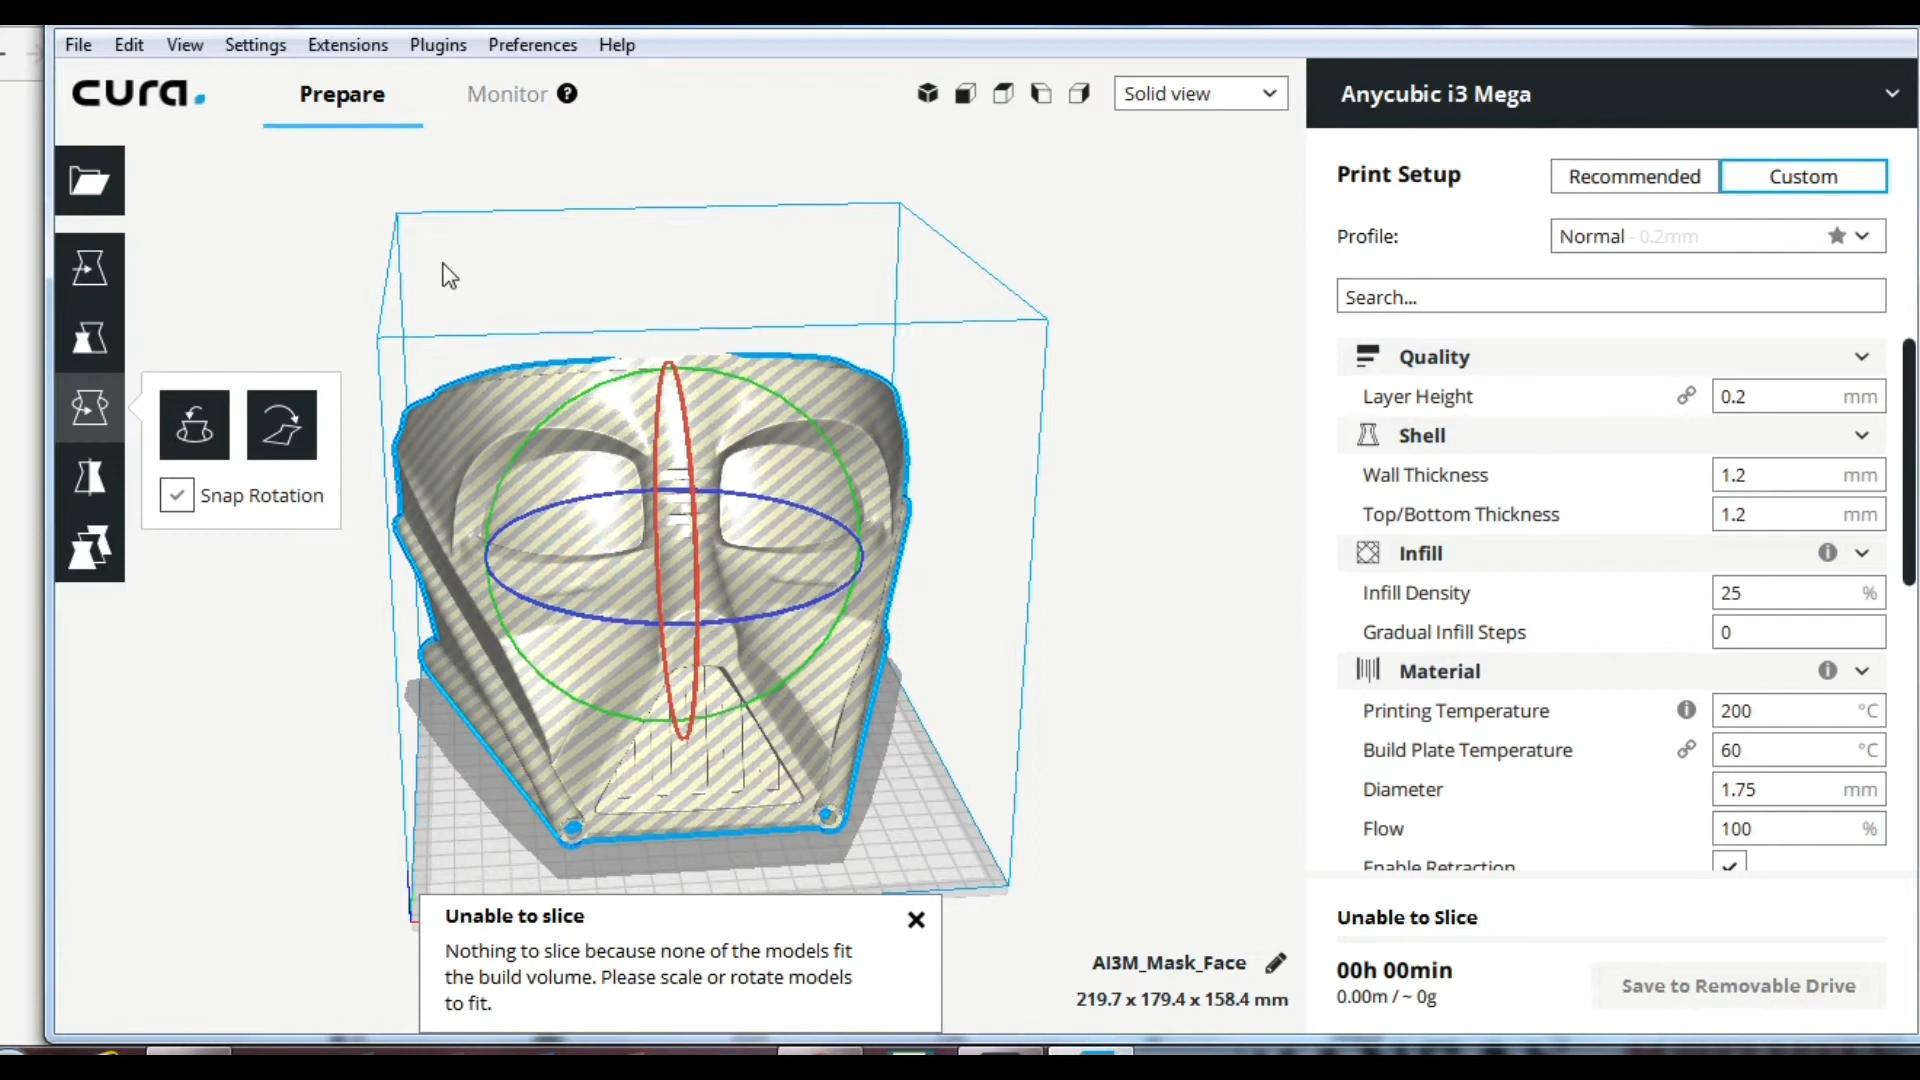 File Edit View Settings Extensions Plugins Preferences Help
cura.
Prepare
Monitor ?
Solid view
Anycubic i3 Mega
Print Setup
Recommended
Custom
Profile:
Normal - 0.2mm
Search...
Quality
Layer Height 0.2 mm
Shell
Wall Thickness 1.2 mm
Top/Bottom Thickness 1.2 mm
Infill
Infill Density 25 %
Gradual Infill Steps 0
Material
Printing Temperature 200 °C
Build Plate Temperature 60 °C
Diameter 1.75 mm
Flow 100 %
Enable Retraction
Snap Rotation
Unable to slice
Nothing to slice because none of the models fit
the build volume. Please scale or rotate models
to fit.
AI3M_Mask_Face
219.7 x 179.4 x 158.4 mm
Unable to Slice
00h 00min
0.00m / ~ 0g
Save to Removable Drive